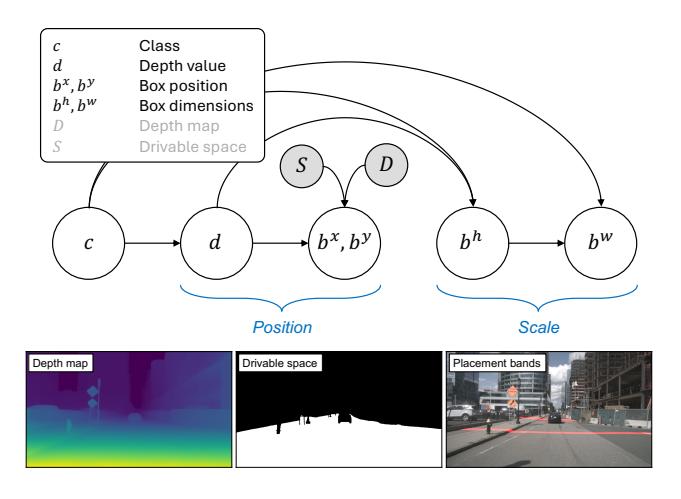 c Class
d Depth value
b^x, b^y Box position
b^h, b^w Box dimensions
D Depth map
S Drivable space
S D
c d b^x, b^y b^h b^w
Position Scale
Depth map Drivable space Placement bands